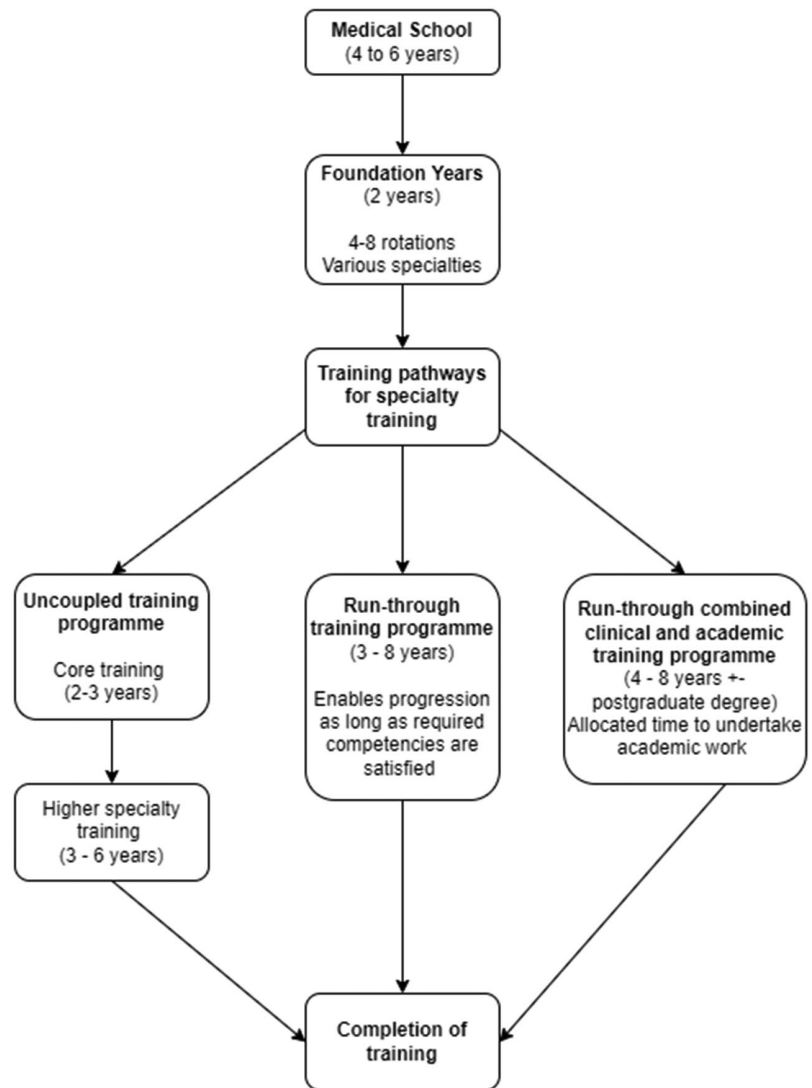 Medical School
(4 to 6 years)
Foundation Years
(2 years)
4-8 rotations
Various specialties
Training pathways
for specialty
training
Uncoupled training
programme
Core training
(2-3 years)
Higher specialty
training
(3 - 6 years)
Run-through
training programme
(3 - 8 years)
Enables progression
as long as required
competencies are
satisfied
Run-through combined
clinical and academic
training programme
(4 - 8 years +-
postgraduate degree)
Allocated time to undertake
academic work
Completion of
training